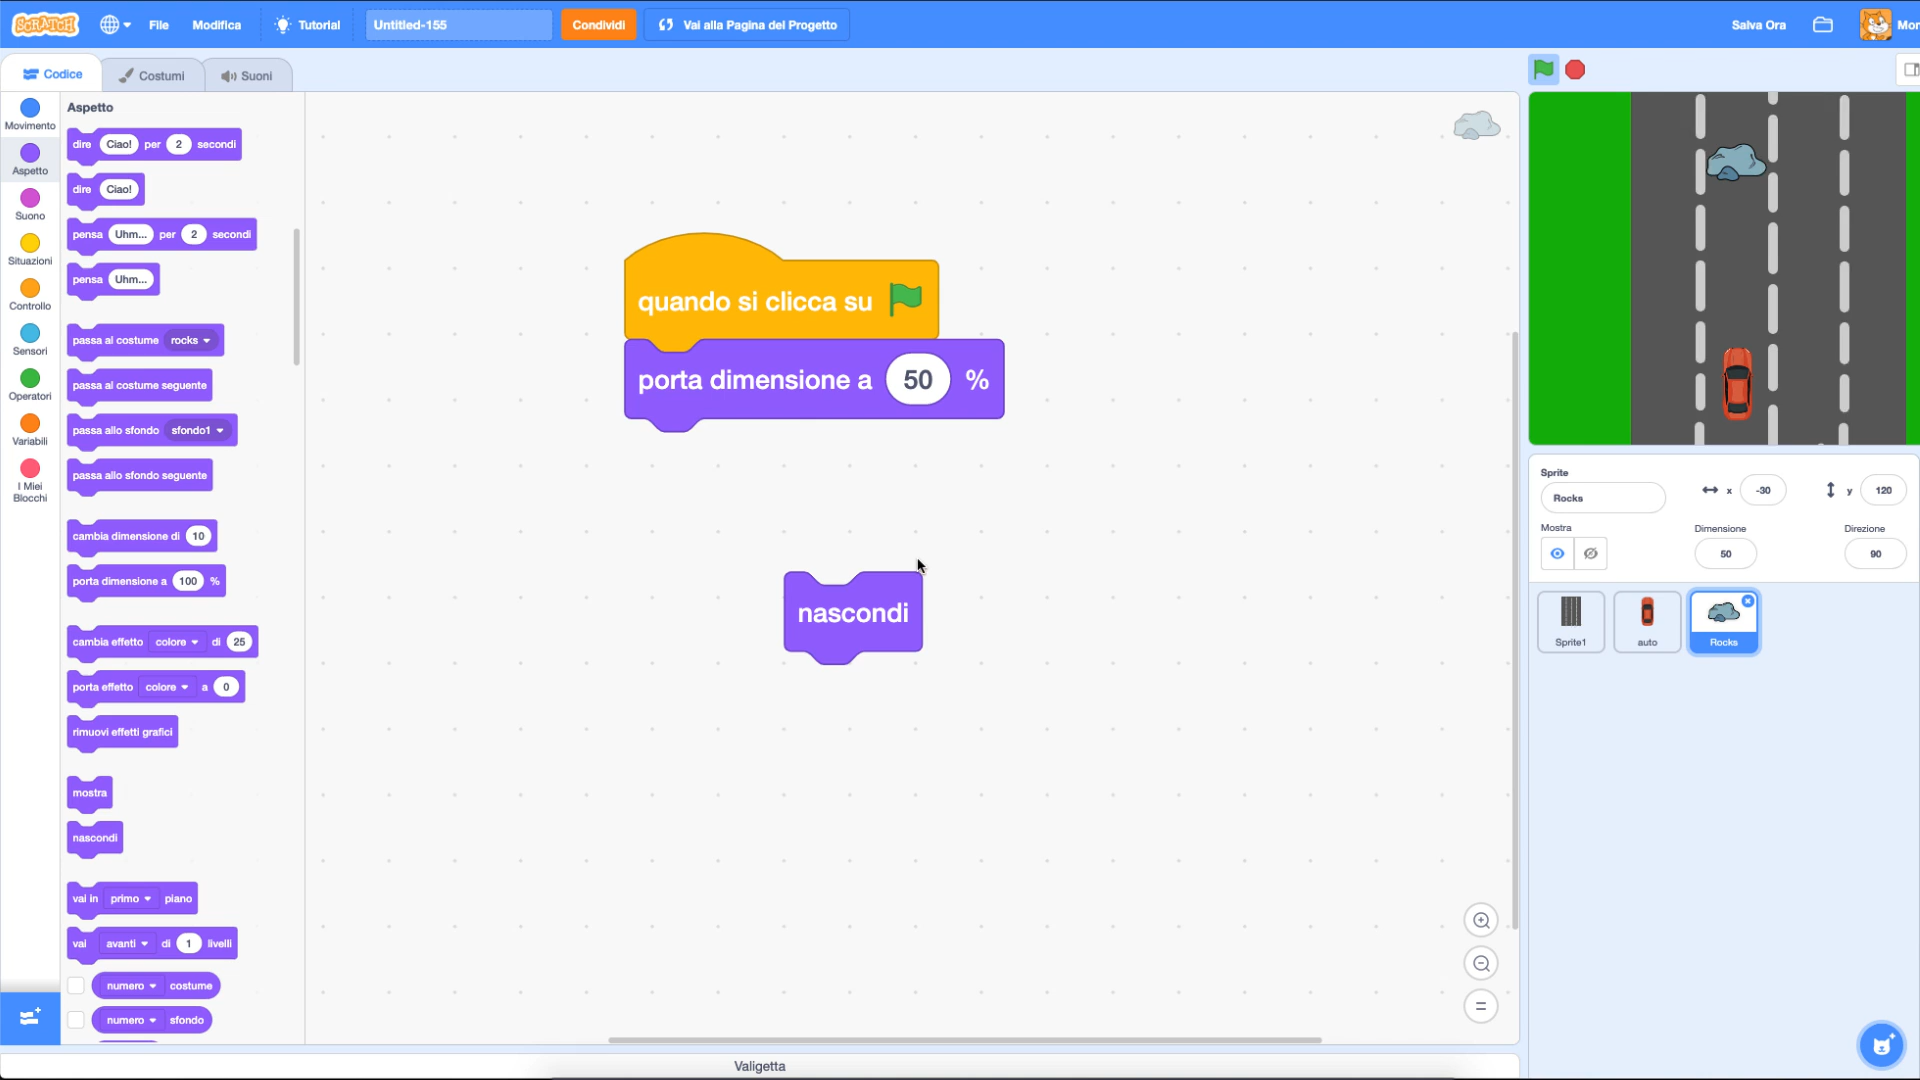 SCRATCH
File
Modifica
Tutorial
Untitled-155
Condividi
Vai alla Pagina del Progetto
Salva Ora
Mor
Codice
Costumi
Suoni
Movimento
Aspetto
Suono
Situazioni
Controllo
Sensori
Operatori
Variabili
I Miei
Blocchi
Aspetto
dire Ciao! per 2 secondi
dire Ciao!
pensa Uhm... per 2 secondi
pensa Uhm...
passa al costume rocks
passa al costume seguente
passa allo sfondo sfondo1
passa allo sfondo seguente
cambia dimensione di 10
porta dimensione a 100 %
cambia effetto colore di 25
porta effetto colore a 0
rimuovi effetti grafici
mostra
nascondi
vai in primo piano
vai avanti di 1 livelli
numero costume
numero sfondo
quando si clicca su
porta dimensione a 50 %
nascondi
Valigetta
Sprite
Rocks
x -30
y 120
Mostra
Dimensione
50
Direzione
90
Sprite1
auto
Rocks